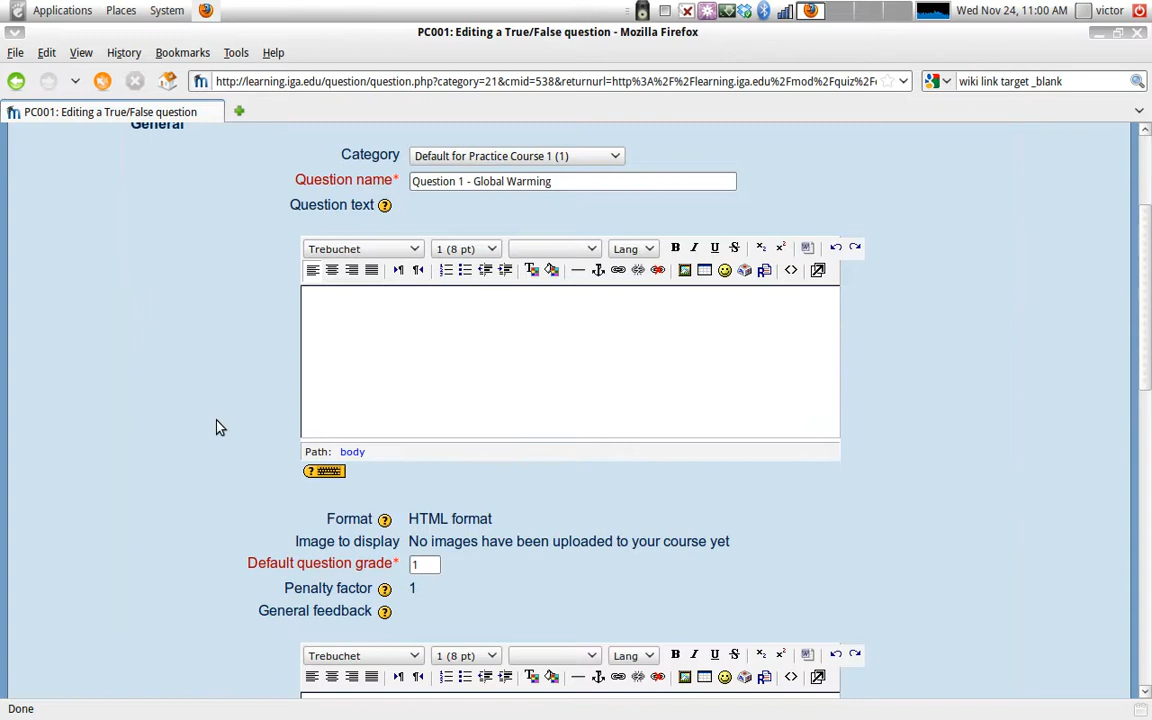 Applications Places System Wed Nov 24, 11:00 AM victor
PC001: Editing a True/False question - Mozilla Firefox
File Edit View History Bookmarks Tools Help
http://learning.iga.edu/question/question.php?category=21&cmid=538&returnurl=http%3A%2F%2Flearning.iga.edu%2Fmod%2Fquiz%2F wiki link target _blank
PC001: Editing a True/False question
General
Category Default for Practice Course 1 (1)
Question name* Question 1 - Global Warming
Question text ?
Trebuchet 1 (8 pt) Lang B I U S
Path: body
?
Format ? HTML format
Image to display No images have been uploaded to your course yet
Default question grade* 1
Penalty factor ? 1
General feedback ?
Trebuchet 1 (8 pt) Lang B I U S
Done